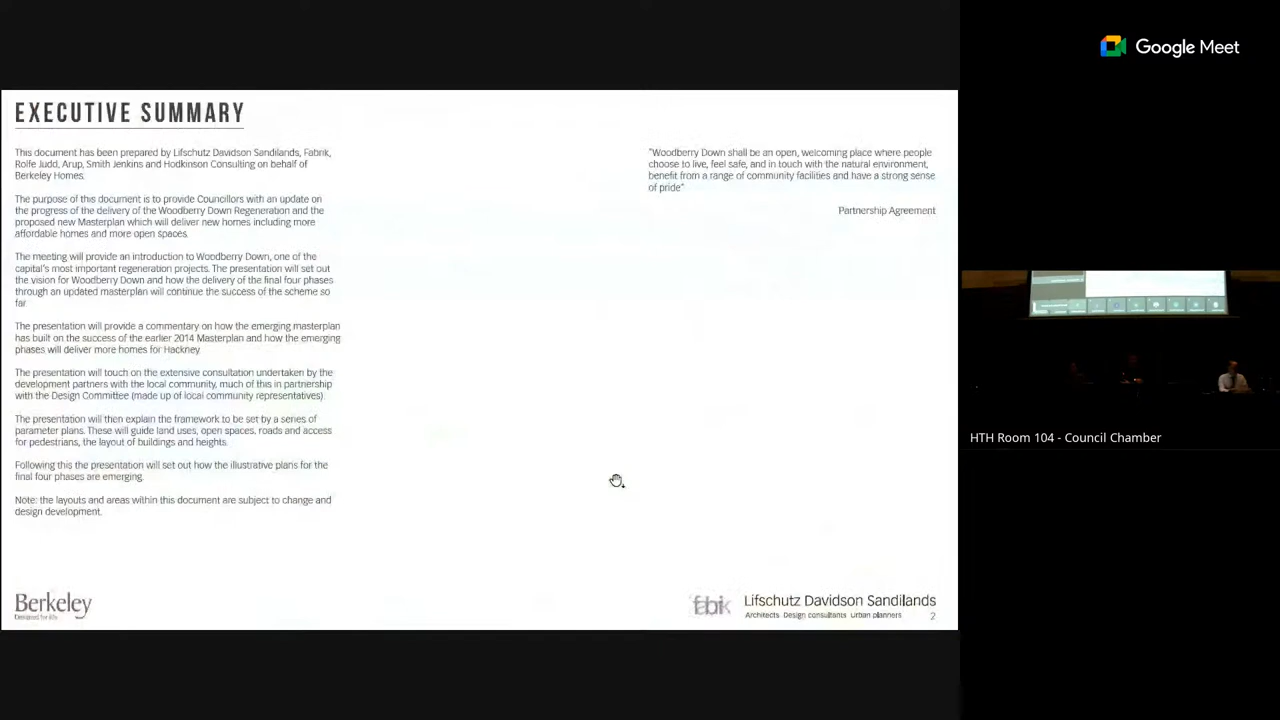 Google Meet
EXECUTIVE SUMMARY
This document has been prepared by Lifschutz Davidson Sandilands, Fabrik,
Rolfe Judd, Arup, Smith Jenkins and Hodkinson Consulting on behalf of
Berkeley Homes.
The purpose of this document is to provide Councillors with an update on
the progress of the delivery of the Woodberry Down Regeneration and the
proposed new Masterplan which will deliver new homes including more
affordable homes and more open spaces.
The meeting will provide an introduction to Woodberry Down, one of the
capital's most important regeneration projects. The presentation will set out
the vision for Woodberry Down and how the delivery of the final four phases
through an updated masterplan will continue the success of the scheme so
far.
The presentation will provide a commentary on how the emerging masterplan
has built on the success of the earlier 2014 Masterplan and how the emerging
phases will deliver more homes for Hackney.
The presentation will touch on the extensive consultation undertaken by the
development partners with the local community, much of this in partnership
with the Design Committee (made up of local community representatives).
The presentation will then explain the framework to be set by a series of
parameter plans. These will guide land uses, open spaces, roads and access
for pedestrians, the layout of buildings and heights.
Following this the presentation will set out how the illustrative plans for the
final four phases are emerging.
Note: the layouts and areas within this document are subject to change and
design development.
"Woodberry Down shall be an open, welcoming place where people
choose to live, feel safe, and in touch with the natural environment,
benefit from a range of community facilities and have a strong sense
of pride"
Partnership Agreement
HTH Room 104 - Council Chamber
Berkeley
Designed for life
fabrik
Lifschutz Davidson Sandilands
Architects Design consultants Urban planners
2